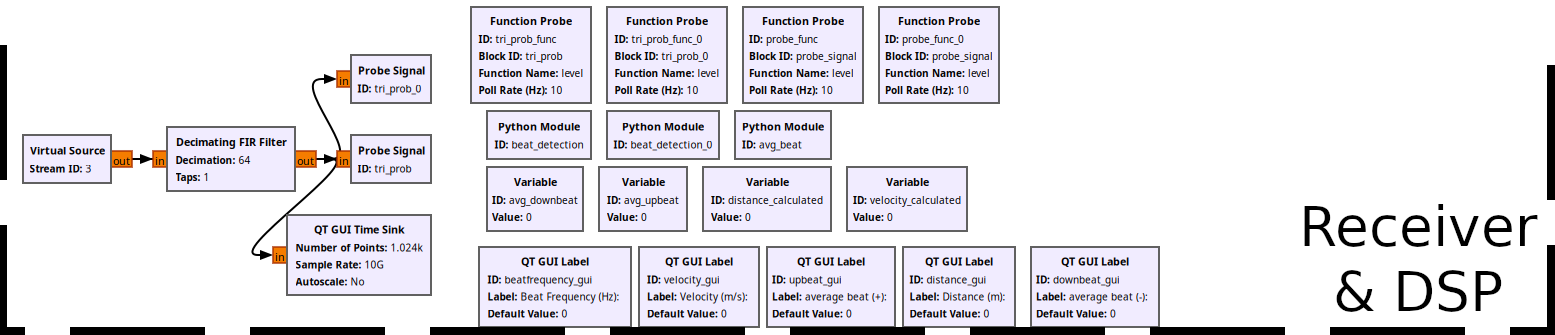 Virtual Source
Stream ID: 3
out
in
Decimating FIR Filter
Decimation: 64
Taps: 1
out
in
Probe Signal
ID: tri_prob_0
in
Probe Signal
ID: tri_prob
in
QT GUI Time Sink
Number of Points: 1.024k
Sample Rate: 10G
Autoscale: No
Function Probe
ID: tri_prob_func
Block ID: tri_prob
Function Name: level
Poll Rate (Hz): 10
Function Probe
ID: tri_prob_func_0
Block ID: tri_prob_0
Function Name: level
Poll Rate (Hz): 10
Function Probe
ID: probe_func
Block ID: probe_signal
Function Name: level
Poll Rate (Hz): 10
Function Probe
ID: probe_func_0
Block ID: probe_signal
Function Name: level
Poll Rate (Hz): 10
Python Module
ID: beat_detection
Python Module
ID: beat_detection_0
Python Module
ID: avg_beat
Variable
ID: avg_downbeat
Value: 0
Variable
ID: avg_upbeat
Value: 0
Variable
ID: distance_calculated
Value: 0
Variable
ID: velocity_calculated
Value: 0
QT GUI Label
ID: beatfrequency_gui
Label: Beat Frequency (Hz):
Default Value: 0
QT GUI Label
ID: velocity_gui
Label: Velocity (m/s):
Default Value: 0
QT GUI Label
ID: upbeat_gui
Label: average beat (+):
Default Value: 0
QT GUI Label
ID: distance_gui
Label: Distance (m):
Default Value: 0
QT GUI Label
ID: downbeat_gui
Label: average beat (-):
Default Value: 0
Receiver
& DSP